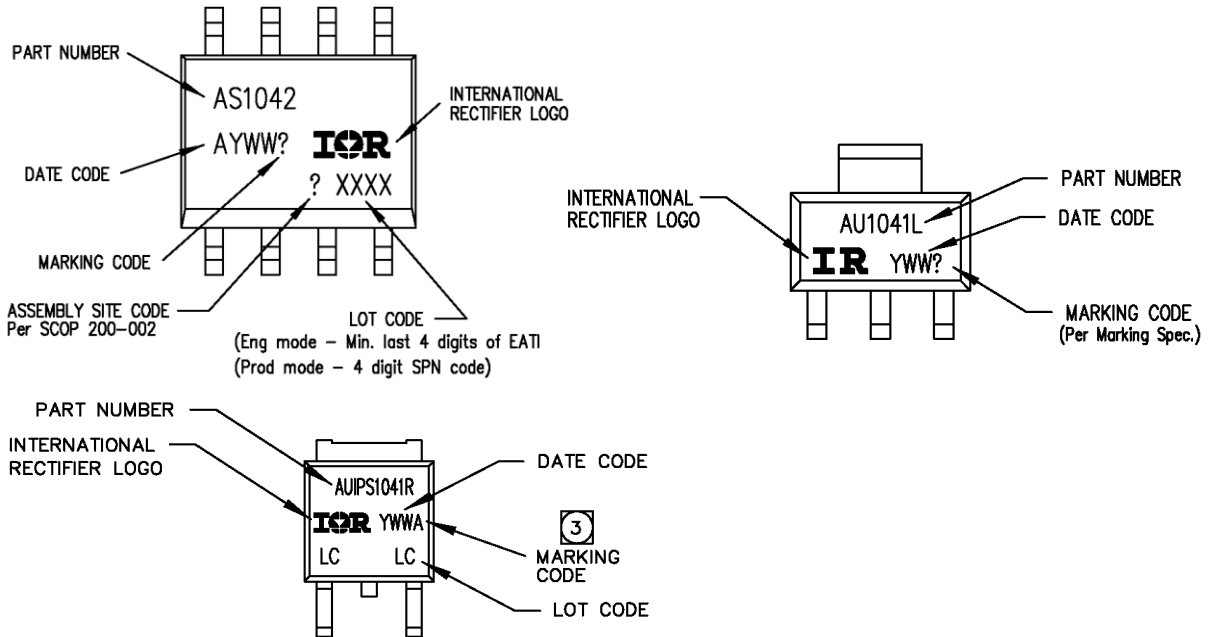 PART NUMBER
AS1042
INTERNATIONAL
RECTIFIER LOGO
AYWW? IOR
DATE CODE
? XXXX
MARKING CODE
ASSEMBLY SITE CODE
Per SCOP 200-002
LOT CODE
(Eng mode - Min. last 4 digits of EATI
(Prod mode - 4 digit SPN code)
INTERNATIONAL
RECTIFIER LOGO
PART NUMBER
AU1041L
DATE CODE
IR YWW?
MARKING CODE
(Per Marking Spec.)
PART NUMBER
INTERNATIONAL
RECTIFIER LOGO
DATE CODE
AUIPS1041R
IOR YWWA
3
MARKING
CODE
LC LC
LOT CODE